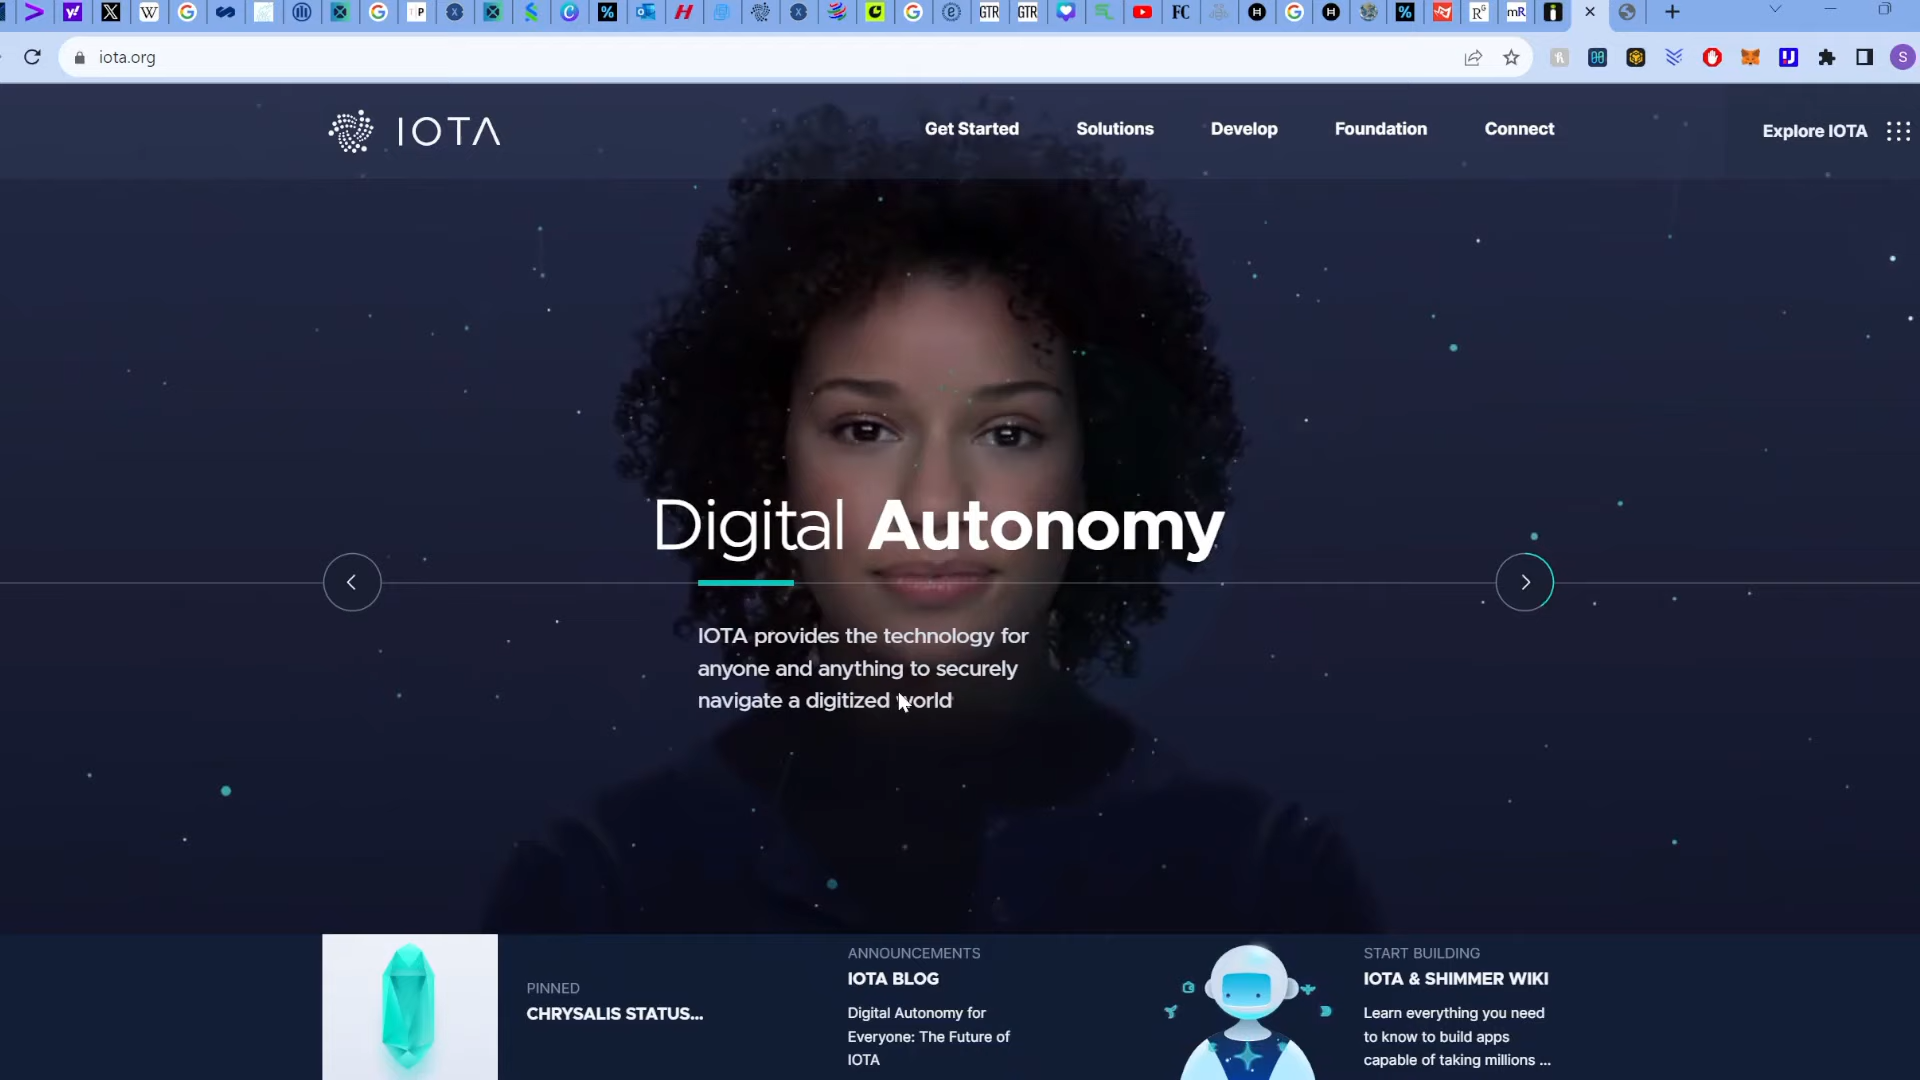 iota.org
IOTA
Get Started
Solutions
Develop
Foundation
Connect
Explore IOTA
Digital Autonomy
IOTA provides the technology for
anyone and anything to securely
navigate a digitized world
PINNED
CHRYSALIS STATUS...
ANNOUNCEMENTS
IOTA BLOG
Digital Autonomy for
Everyone: The Future of
IOTA
START BUILDING
IOTA & SHIMMER WIKI
Learn everything you need
to know to build apps
capable of taking millions ...